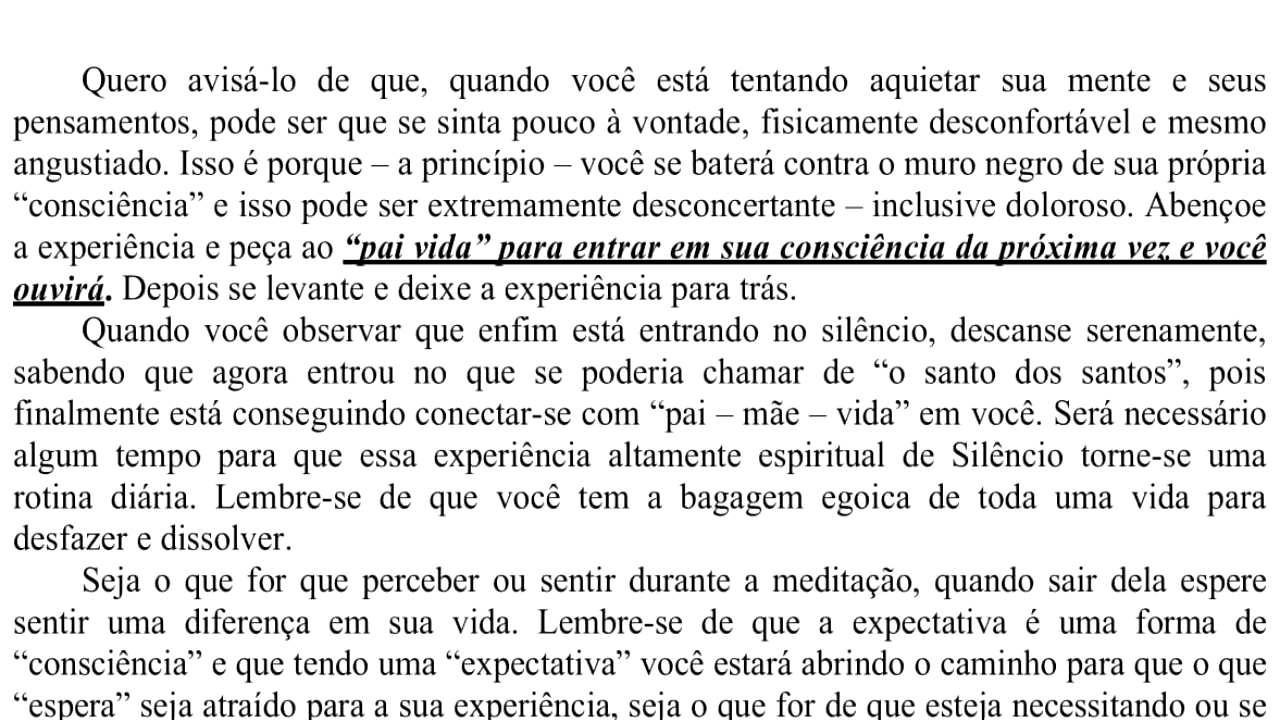 Quero avisá-lo de que, quando você está tentando aquietar sua mente e seus
pensamentos, pode ser que se sinta pouco à vontade, fisicamente desconfortável e mesmo
angustiado. Isso é porque – a princípio – você se baterá contra o muro negro de sua própria
“consciência” e isso pode ser extremamente desconcertante – inclusive doloroso. Abençoe
a experiência e peça ao “pai vida” para entrar em sua consciência da próxima vez e você
ouvirá. Depois se levante e deixe a experiência para trás.
Quando você observar que enfim está entrando no silêncio, descanse serenamente,
sabendo que agora entrou no que se poderia chamar de “o santo dos santos”, pois
finalmente está conseguindo conectar-se com “pai – mãe – vida” em você. Será necessário
algum tempo para que essa experiência altamente espiritual de Silêncio torne-se uma
rotina diária. Lembre-se de que você tem a bagagem egoica de toda uma vida para
desfazer e dissolver.
Seja o que for que perceber ou sentir durante a meditação, quando sair dela espere
sentir uma diferença em sua vida. Lembre-se de que a expectativa é uma forma de
“consciência” e que tendo uma “expectativa” você estará abrindo o caminho para que o que
“espera” seja atraído para a sua experiência, seja o que for de que esteja necessitando ou se